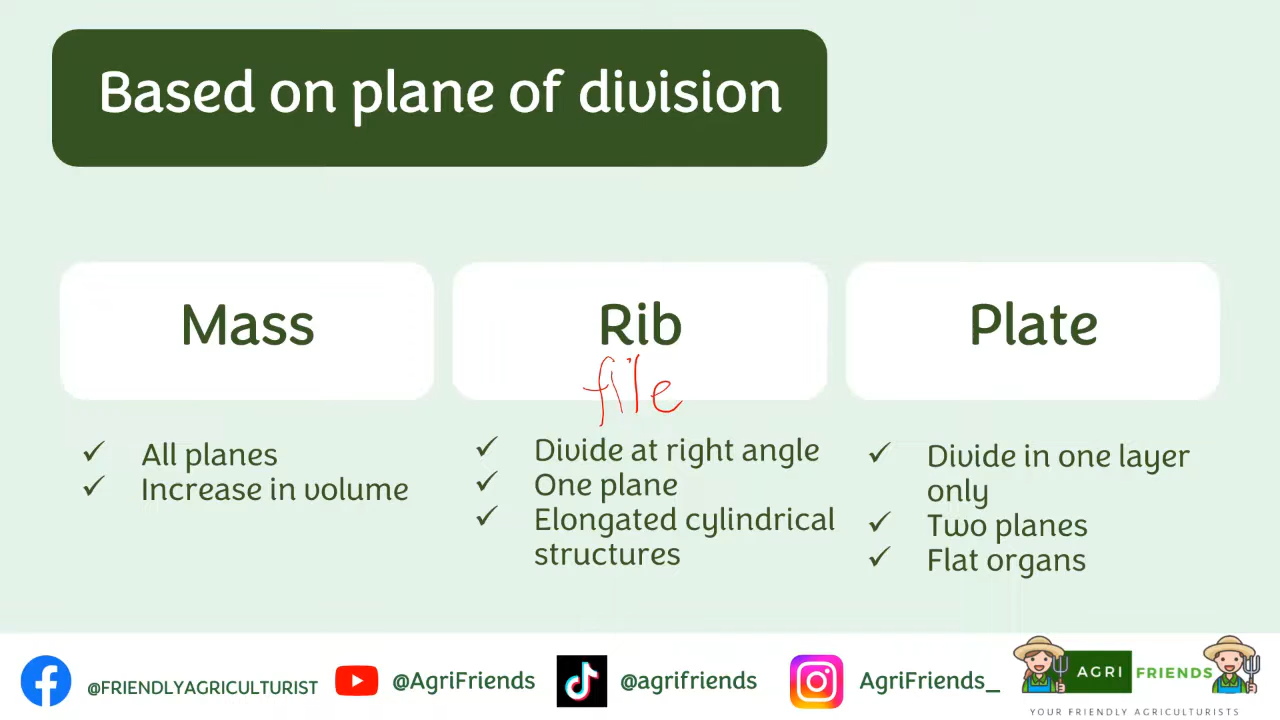 Based on plane of division
Mass
Rib
Plate
file
All planes
Increase in volume
Divide at right angle
One plane
Elongated cylindrical
structures
Divide in one layer
only
Two planes
Flat organs
@FRIENDLYAGRICULTURIST
@AgriFriends
@agrifriends
AgriFriends_
AGRI FRIENDS
YOUR FRIENDLY AGRICULTURISTS